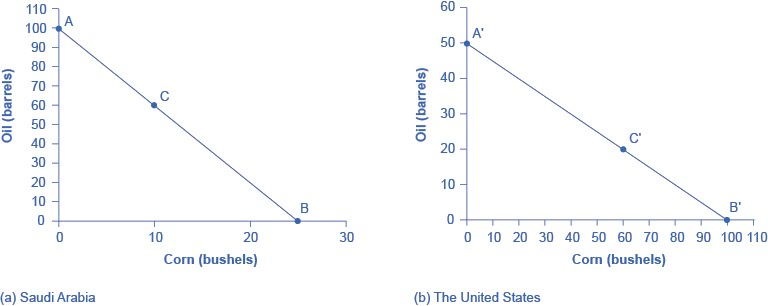 110
100
90
80
70
60
50
40
30
20
10
0
Oil (barrels)
A
C
B
0 10 20 30
Corn (bushels)
(a) Saudi Arabia
60
50
40
30
20
10
0
Oil (barrels)
A'
C'
B'
0 10 20 30 40 50 60 70 80 90 100 110
Corn (bushels)
(b) The United States